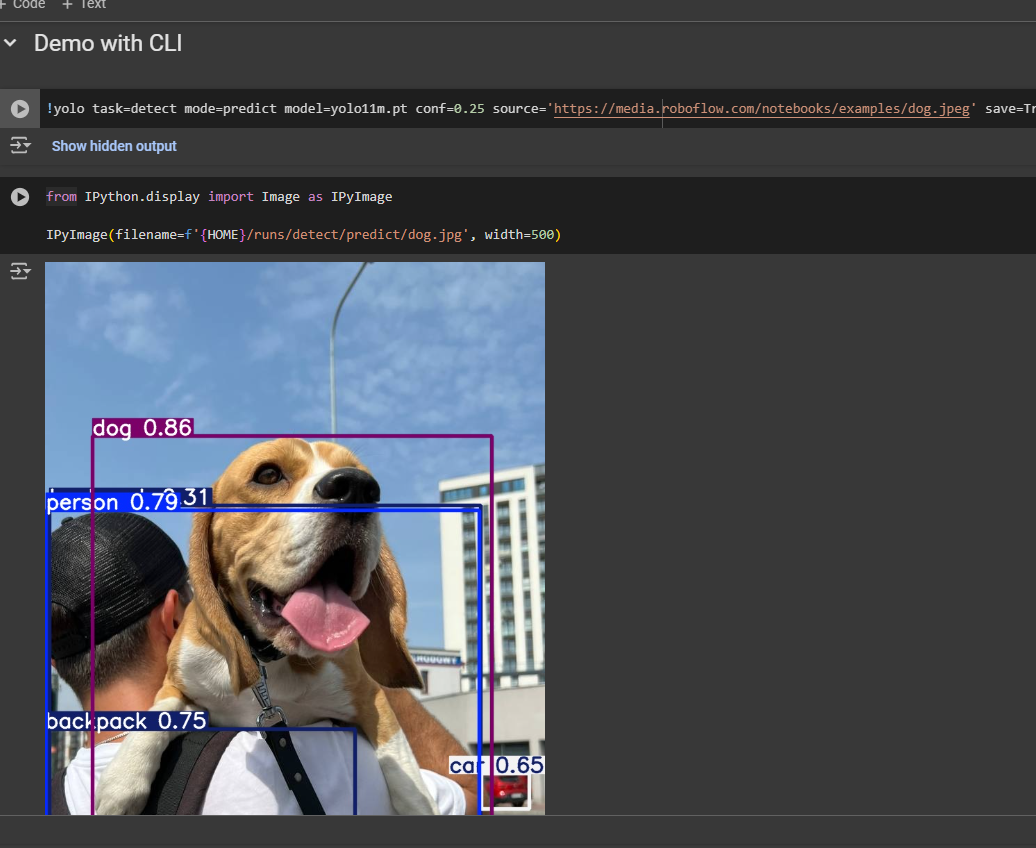 + Code + Text
Demo with CLI
!yolo task=detect mode=predict model=yolo11m.pt conf=0.25 source='https://media.roboflow.com/notebooks/examples/dog.jpeg' save=Tr
Show hidden output
from IPython.display import Image as IPyImage
IPyImage(filename=f'{HOME}/runs/detect/predict/dog.jpg', width=500)
dog 0.86
person 0.79
.31
backpack 0.75
car 0.65